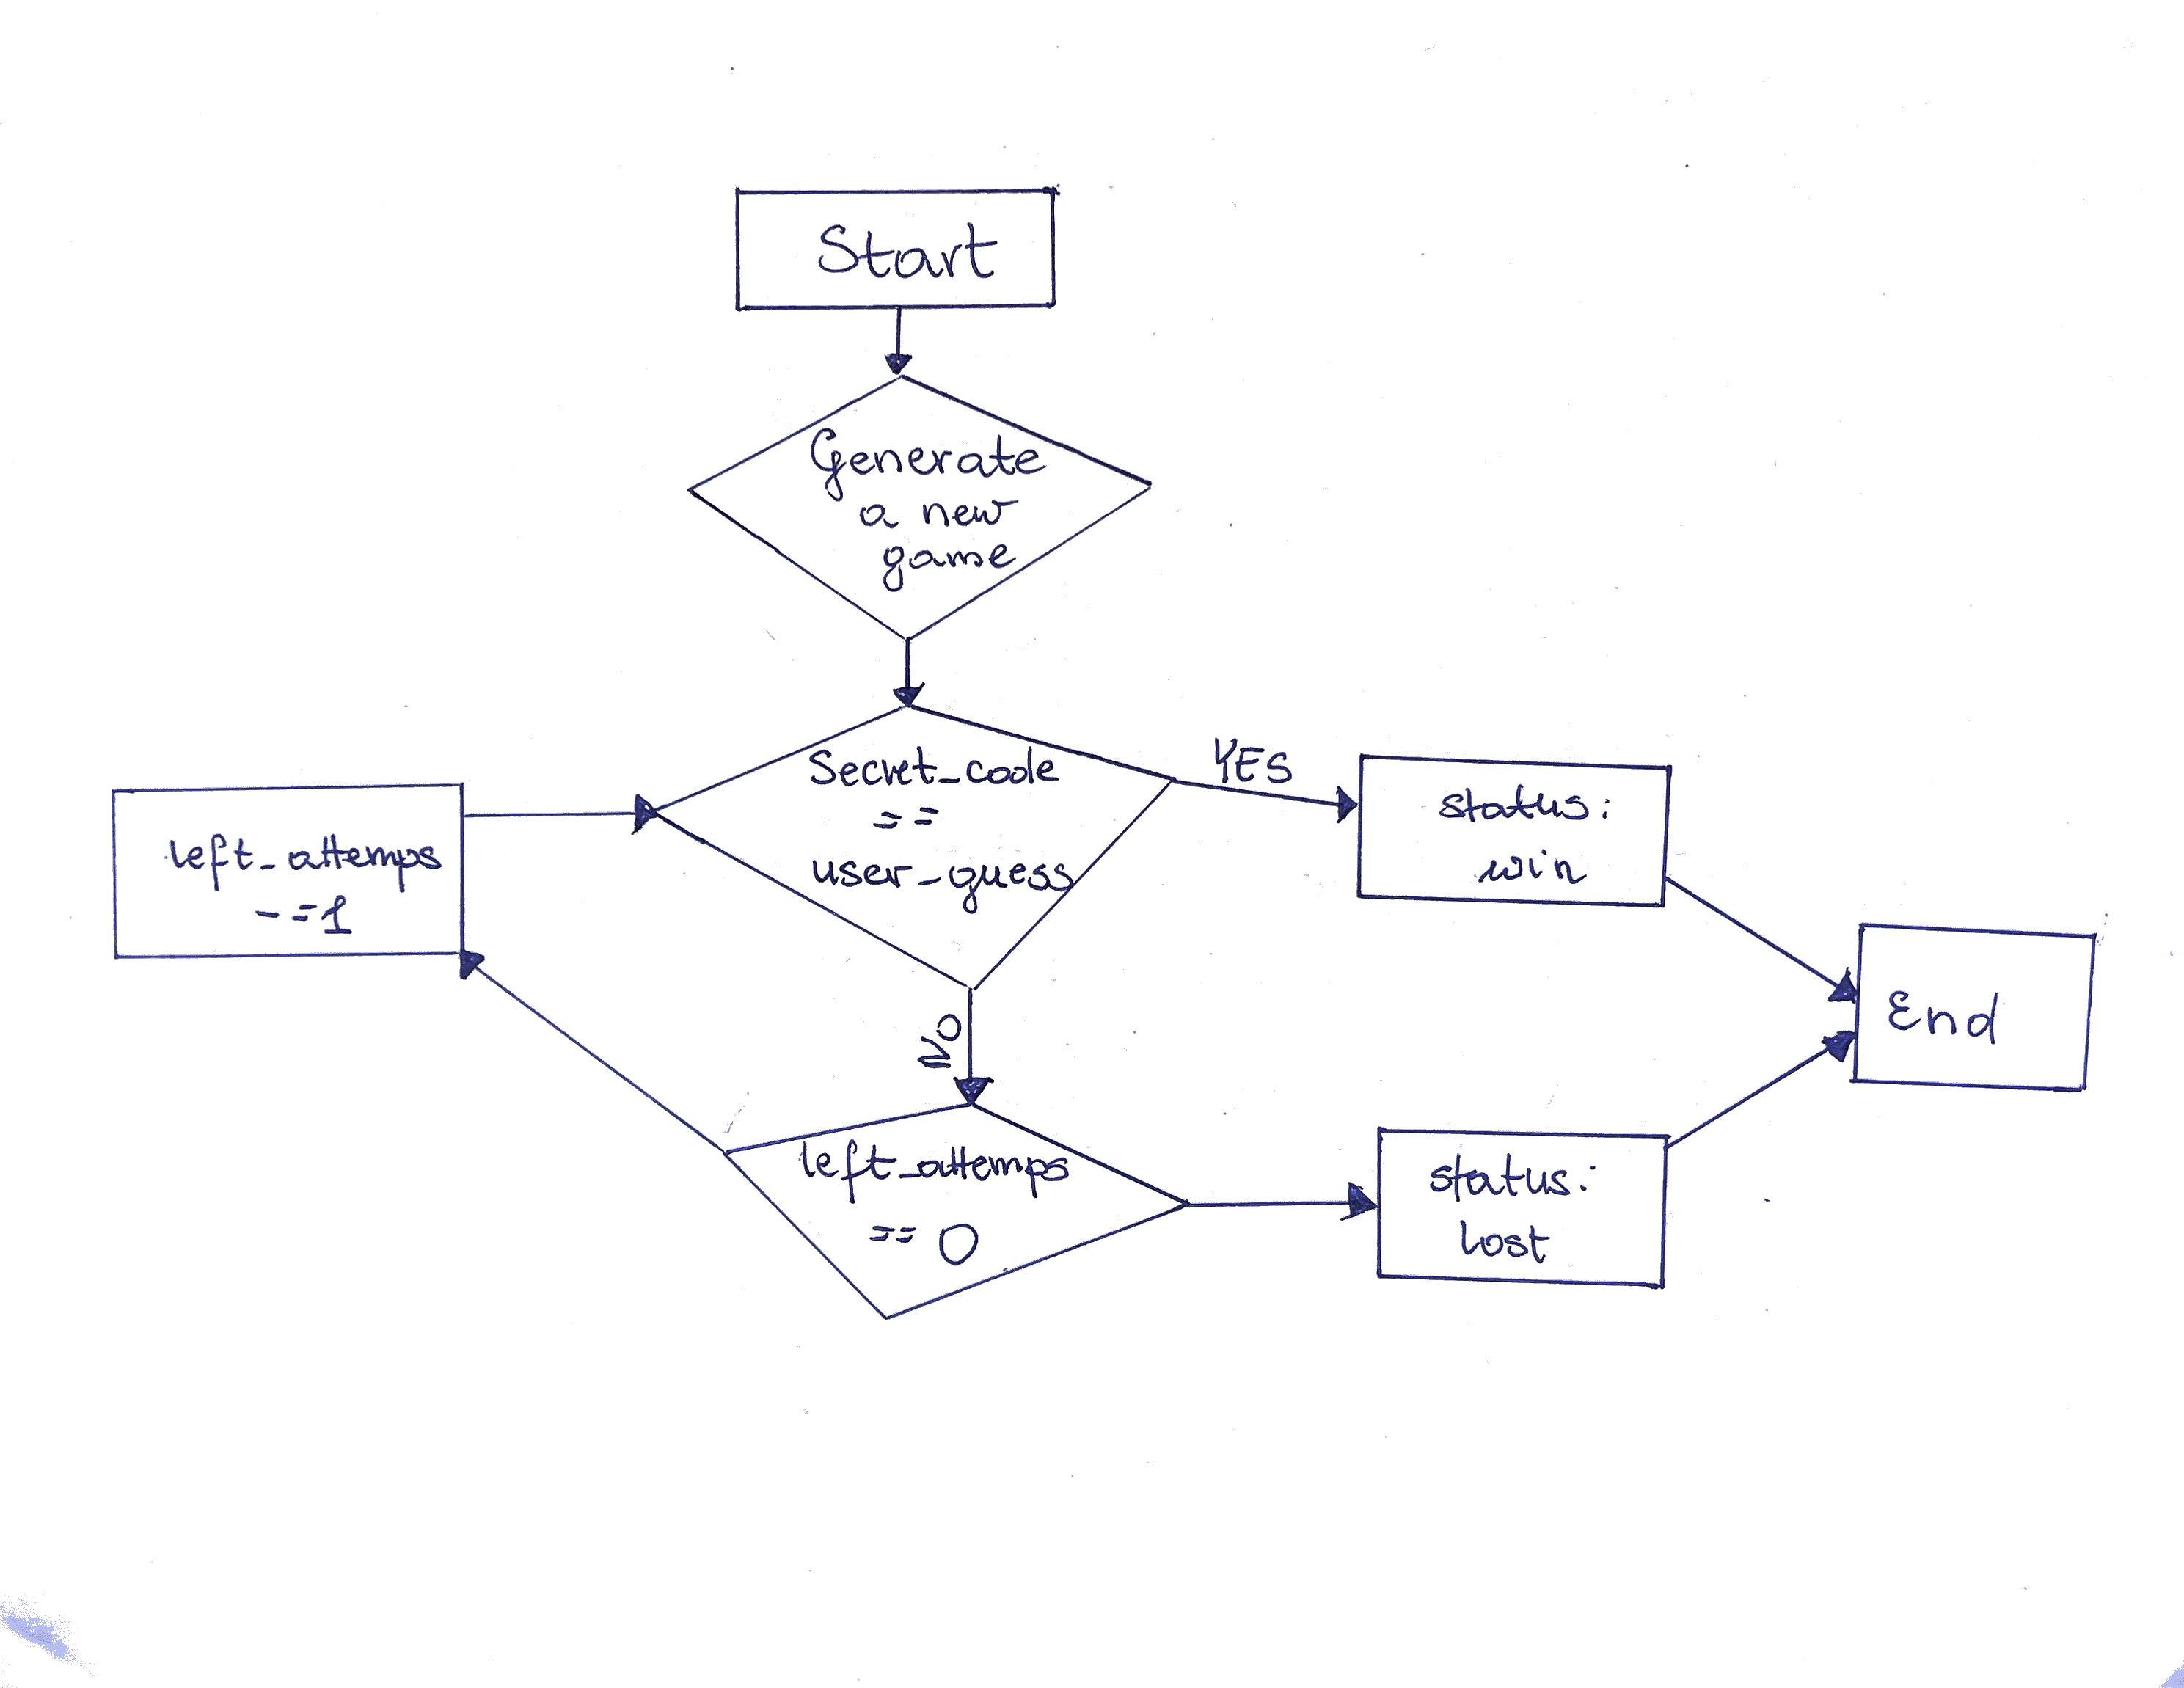 Start
Generate
a new
game
Secret_code
==
user_guess
YES
status:
win
left_attemps
-=1
End
NO
left_attemps
== 0
status:
lost